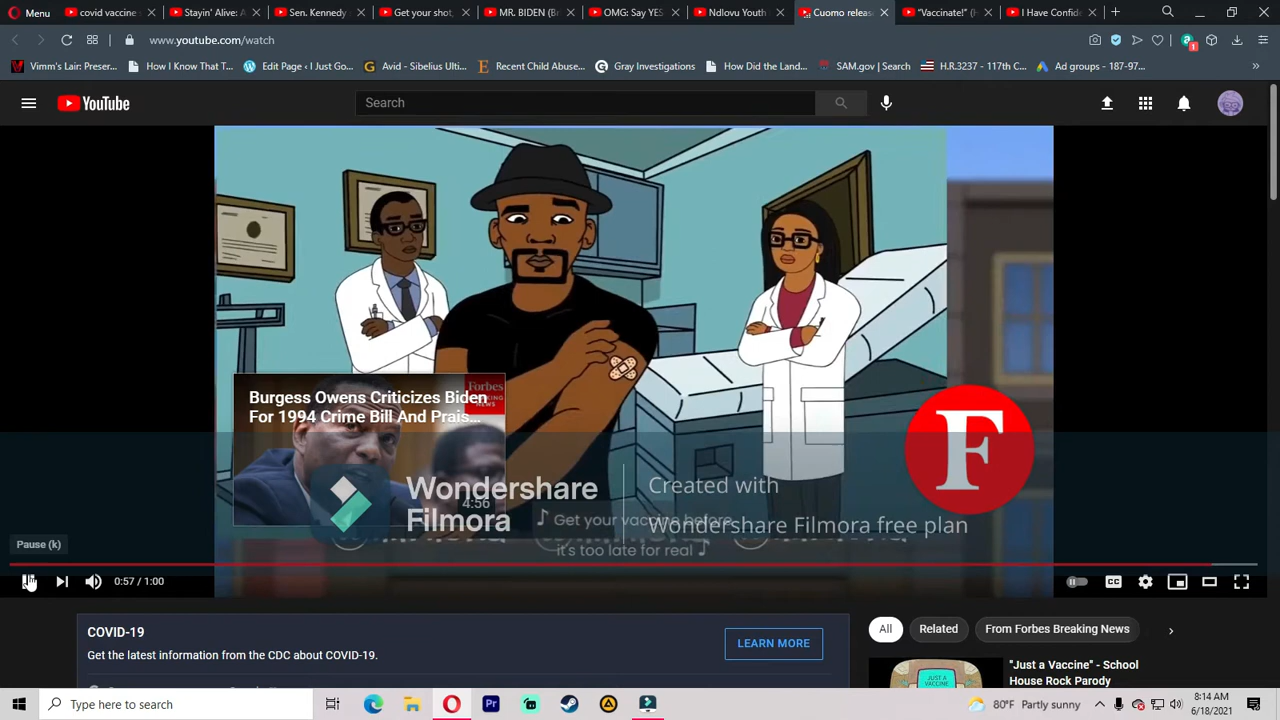 Menu
covid vaccine
Stayin' Alive: A
Sen. Kennedy
Get your shot,
MR. BIDEN (B
OMG: Say YES
Ndlovu Youth
Cuomo releas
"Vaccinate!" (H
I Have Confid
www.youtube.com/watch
1
Vimm's Lair: Preser...
How I Know That T...
Edit Page ‹ I Just Go...
Avid - Sibelius Ulti...
Recent Child Abuse...
Gray Investigations
How Did the Land...
SAM.gov | Search
H.R.3237 - 117th C...
Ad groups - 187-97...
YouTube
Search
Burgess Owens Criticizes Biden
For 1994 Crime Bill And Prais...
Forbes
BREAKING
NEWS
4:56
F
Wondershare
Filmora
Created with
Wondershare Filmora free plan
♪ Get your vaccine before
it's too late for real ♪
Pause (k)
0:57 / 1:00
CC
COVID-19
Get the latest information from the CDC about COVID-19.
LEARN MORE
All
Related
From Forbes Breaking News
JUST A
VACCINE
"Just a Vaccine" - School
House Rock Parody
Type here to search
Pr
80°F Partly sunny
8:14 AM
6/18/2021